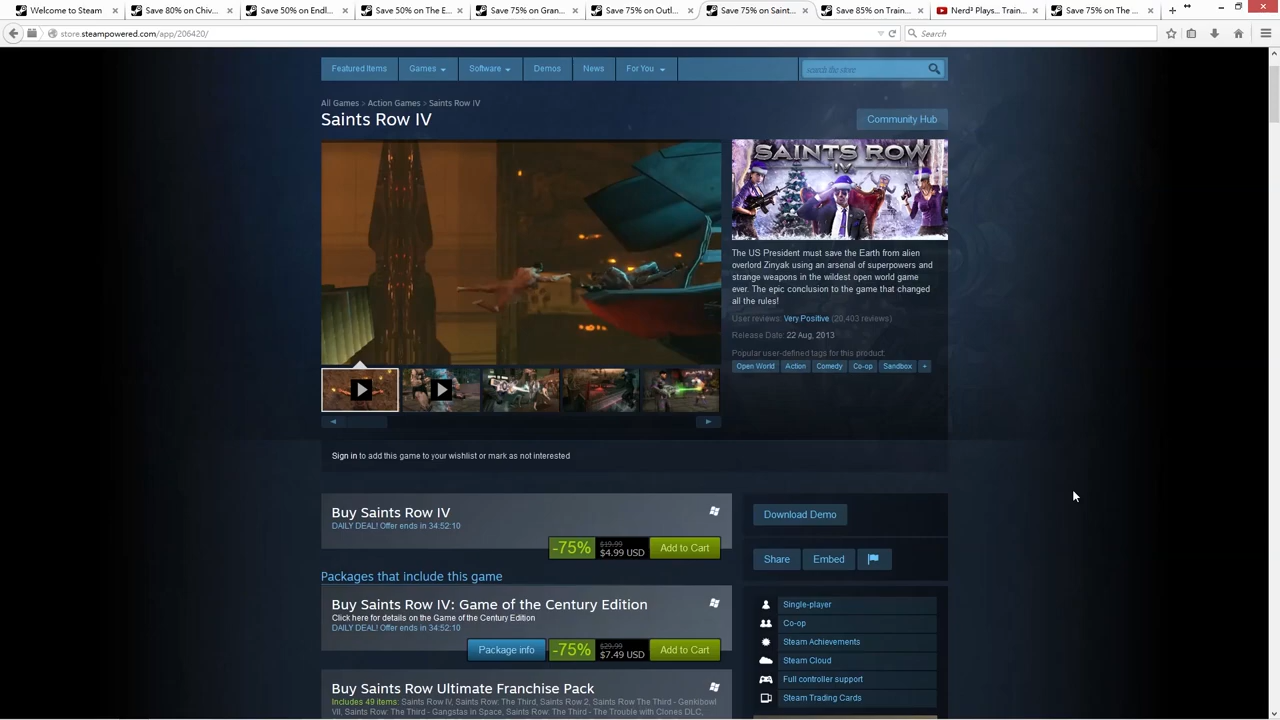 Welcome to Steam
Save 80% on Chiv...
Save 50% on Endl...
Save 50% on The E...
Save 75% on Gran...
Save 75% on Outl...
Save 75% on Saint...
Save 85% on Train...
Nerd³ Plays... Train...
Save 75% on The ...
store.steampowered.com/app/206420/
Search
Featured Items
Games
Software
Demos
News
For You
search the store
All Games > Action Games > Saints Row IV
Saints Row IV
Community Hub
SAINTS ROW
IV
The US President must save the Earth from alien
overlord Zinyak using an arsenal of superpowers and
strange weapons in the wildest open world game
ever. The epic conclusion to the game that changed
all the rules!
User reviews: Very Positive (20,403 reviews)
Release Date: 22 Aug, 2013
Popular user-defined tags for this product:
Open World Action Comedy Co-op Sandbox +
Sign in to add this game to your wishlist or mark as not interested
Buy Saints Row IV
DAILY DEAL! Offer ends in 34:52:10
-75% $19.99
$4.99 USD
Add to Cart
Download Demo
Share
Embed
Packages that include this game
Buy Saints Row IV: Game of the Century Edition
Click here for details on the Game of the Century Edition
DAILY DEAL! Offer ends in 34:52:10
Package info
-75% $29.99
$7.49 USD
Add to Cart
Single-player
Co-op
Steam Achievements
Steam Cloud
Full controller support
Steam Trading Cards
Buy Saints Row Ultimate Franchise Pack
Includes 49 items: Saints Row IV, Saints Row: The Third, Saints Row 2, Saints Row The Third - Genkibowl
VII, Saints Row: The Third - Gangstas in Space, Saints Row: The Third - The Trouble with Clones DLC,